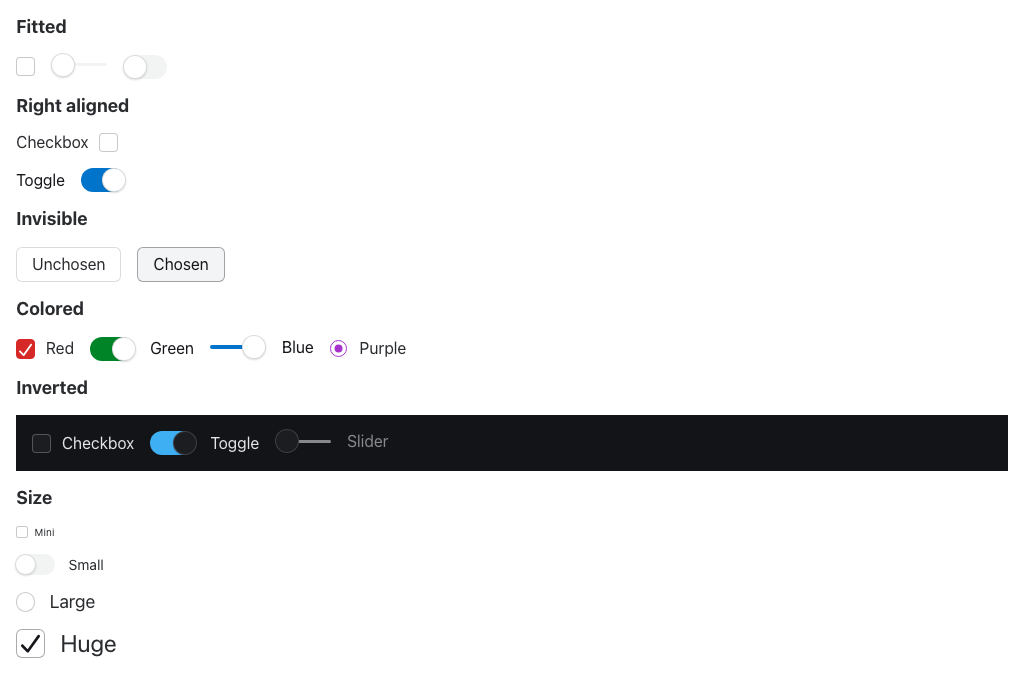 Fitted
Right aligned
Checkbox
Toggle
Invisible
Unchosen Chosen
Colored
Red Green Blue Purple
Inverted
Checkbox Toggle Slider
Size
Mini
Small
Large
Huge